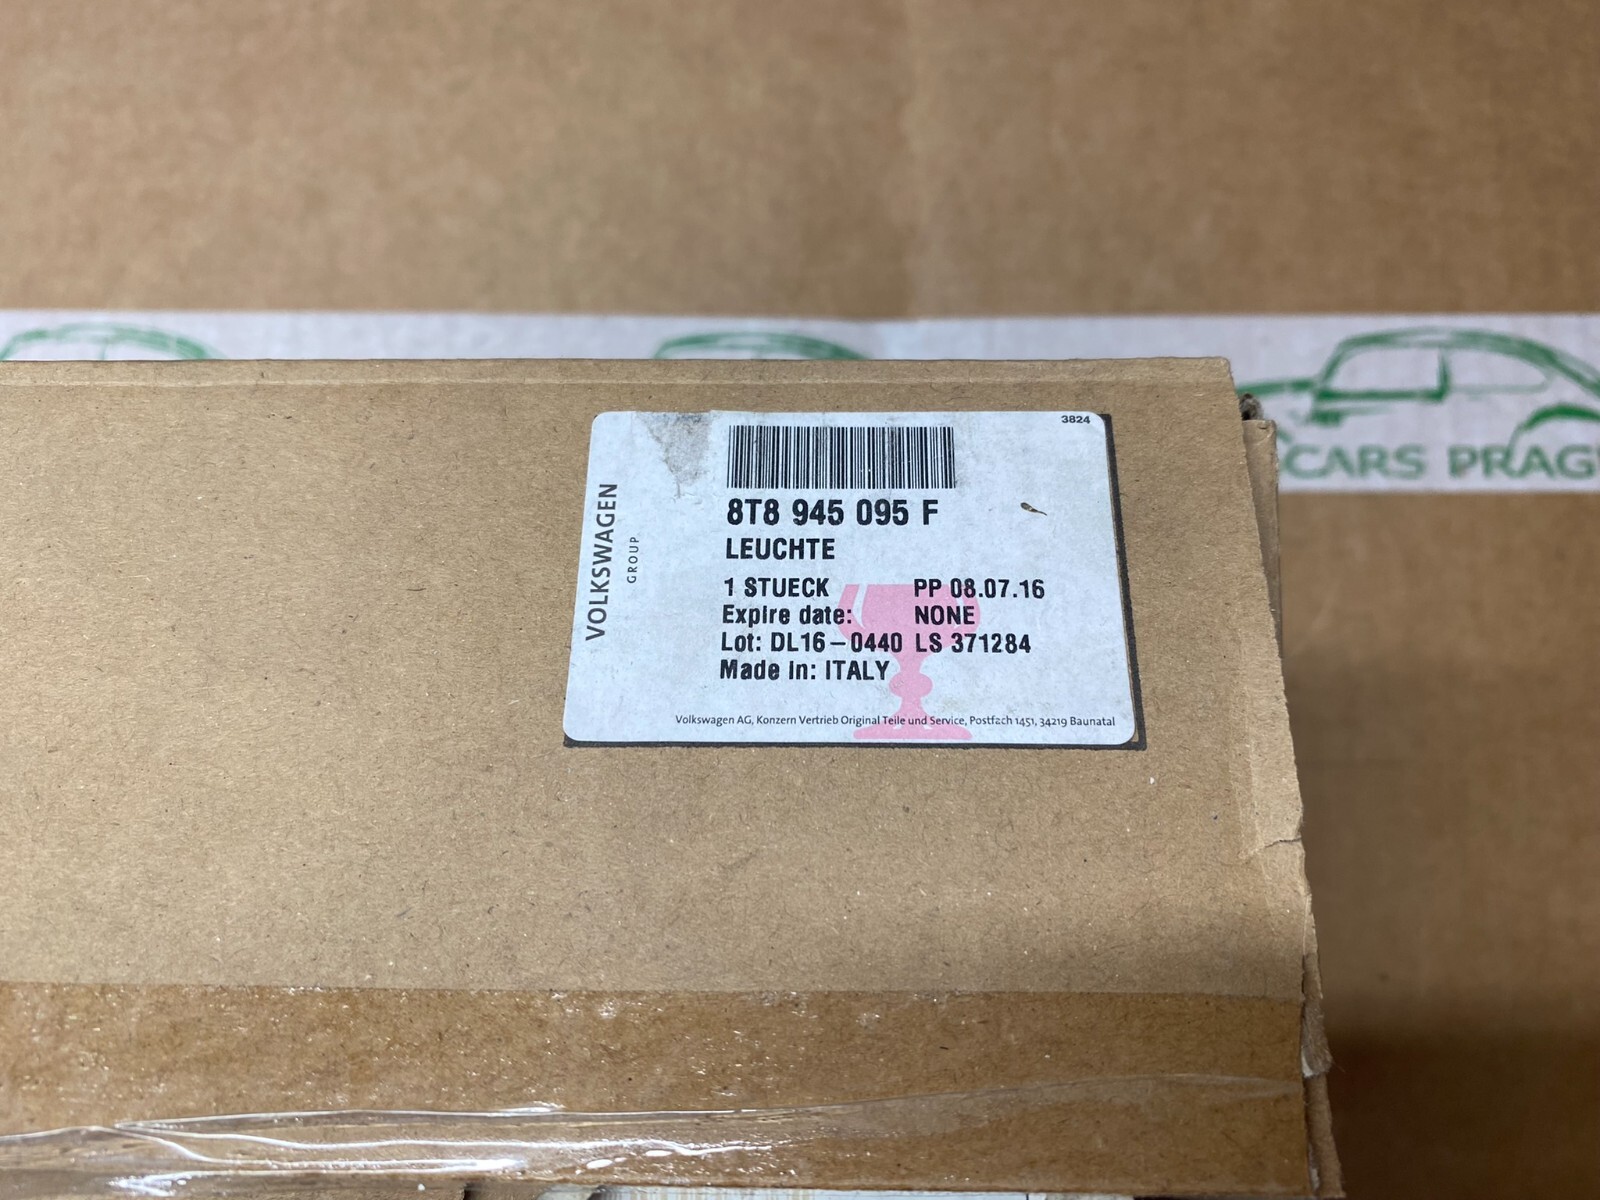 CARS PRAG
3824
VOLKSWAGEN
GROUP
8T8 945 095 F
LEUCHTE
1 STUECK PP 08.07.16
Expire date: NONE
Lot: DL16-0440 LS 371284
Made in: ITALY
Volkswagen AG, Konzern Vertrieb Original Teile und Service, Postfach 1451, 34219 Baunatal